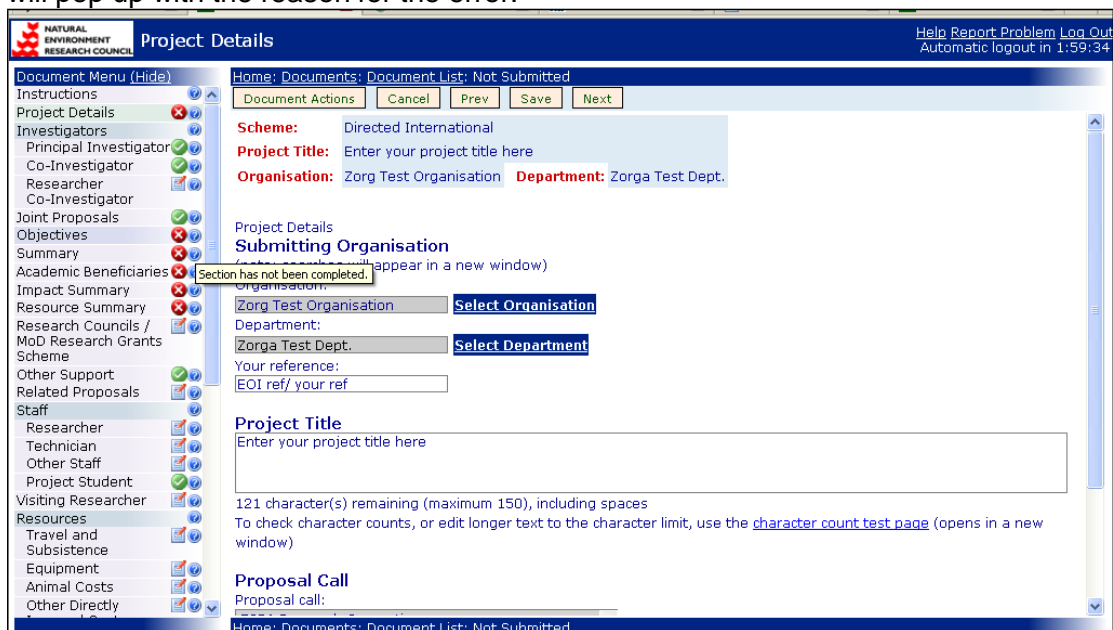 will pop up with the reason for the error.
NATURAL
ENVIRONMENT
RESEARCH COUNCIL
Project Details
Help Report Problem Log Out
Automatic logout in 1:59:34
Document Menu (Hide)
Instructions
Project Details
Investigators
Principal Investigator
Co-Investigator
Researcher
Co-Investigator
Joint Proposals
Objectives
Summary
Academic Beneficiaries
Impact Summary
Resource Summary
Research Councils /
MoD Research Grants
Scheme
Other Support
Related Proposals
Staff
Researcher
Technician
Other Staff
Project Student
Visiting Researcher
Resources
Travel and
Subsistence
Equipment
Animal Costs
Other Directly
Home: Documents: Document List: Not Submitted
Document Actions Cancel Prev Save Next
Scheme: Directed International
Project Title: Enter your project title here
Organisation: Zorg Test Organisation Department: Zorga Test Dept.
Project Details
Submitting Organisation
will appear in a new window)
Section has not been completed.
Organisation:
Zorg Test Organisation Select Organisation
Department:
Zorga Test Dept. Select Department
Your reference:
EOI ref/ your ref
Project Title
Enter your project title here
121 character(s) remaining (maximum 150), including spaces
To check character counts, or edit longer text to the character limit, use the character count test page (opens in a new
window)
Proposal Call
Proposal call:
Home: Documents: Document List: Not Submitted